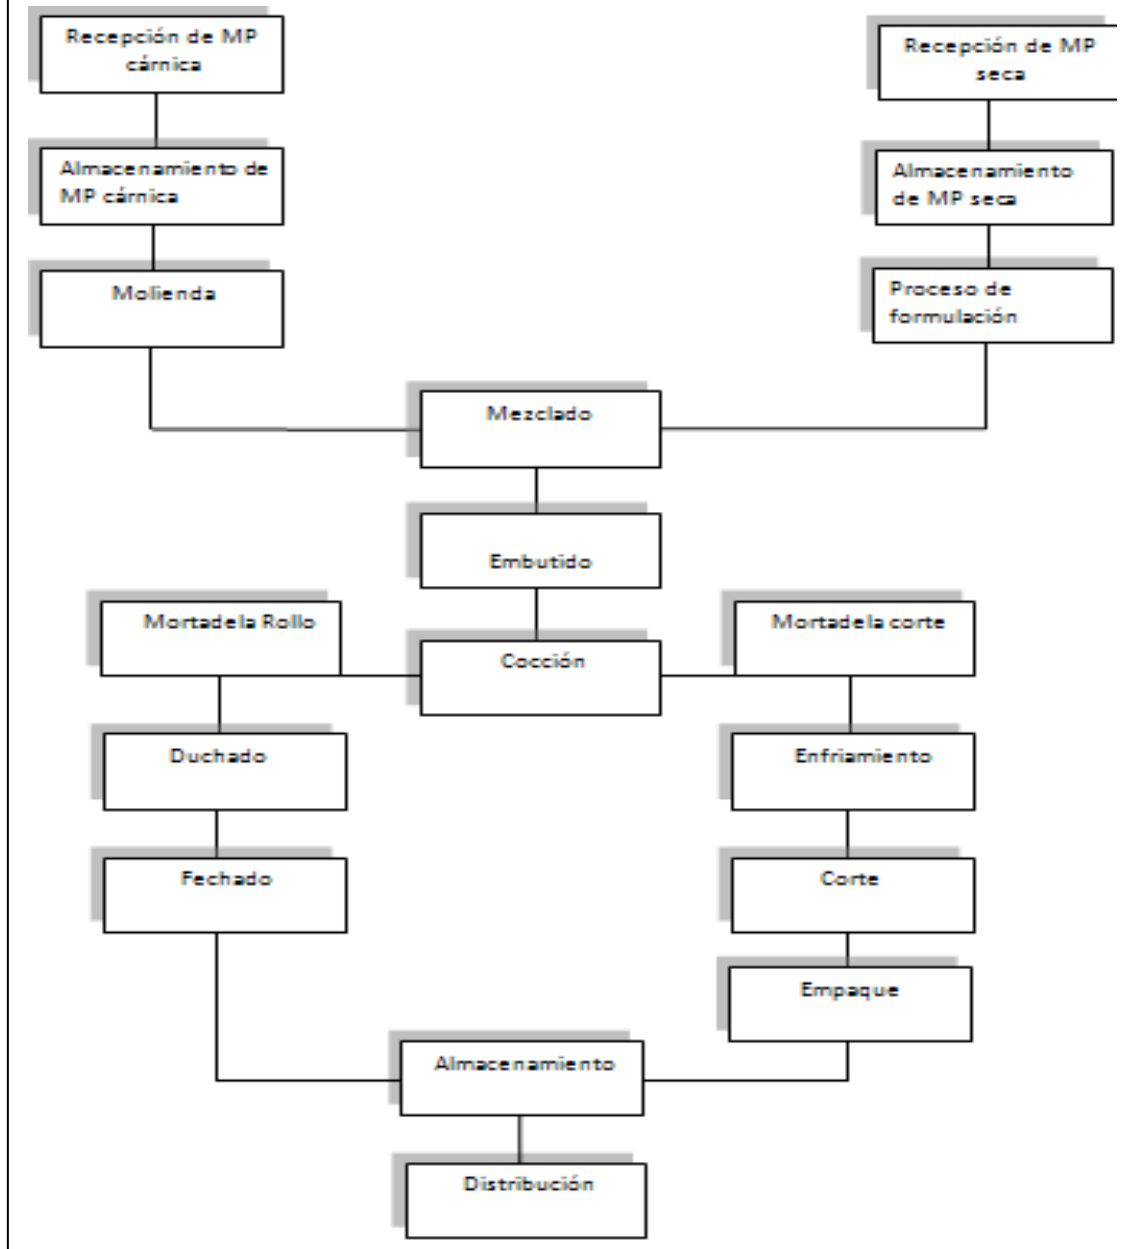 Recepción de MP
cárnica
Recepción de MP
seca
Almacenamiento de
MP cárnica
Almacenamiento
de MP seca
Molienda
Proceso de
formulación
Mezclado
Embutido
Mortadela Rollo
Cocción
Mortadela corte
Duchado
Enfriamiento
Fechado
Corte
Empaque
Almacenamiento
Distribución